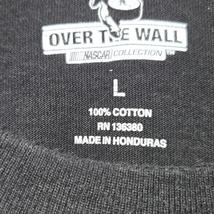 OVER THE WALL
NASCAR COLLECTION
L
100% COTTON
RN 136380
MADE IN HONDURAS